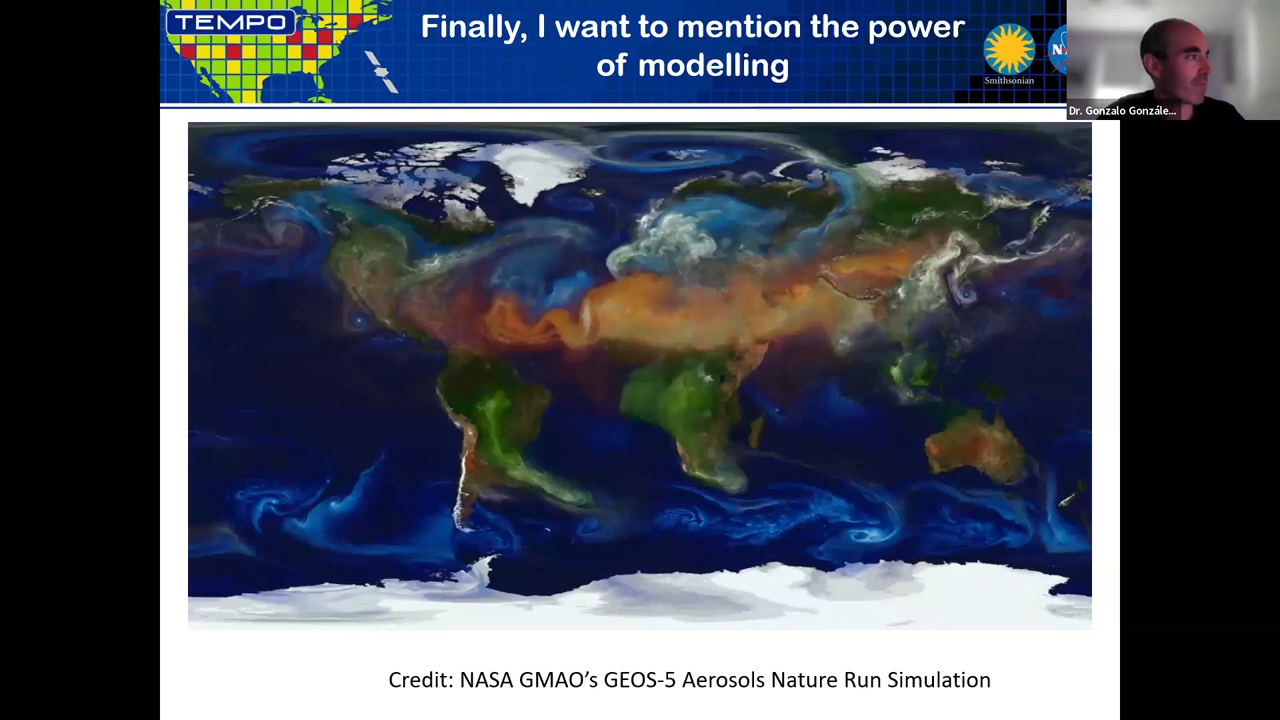 TEMPO
Finally, I want to mention the power
of modelling
Smithsonian
Dr. Gonzalo Gonzále...
Credit: NASA GMAO’s GEOS-5 Aerosols Nature Run Simulation